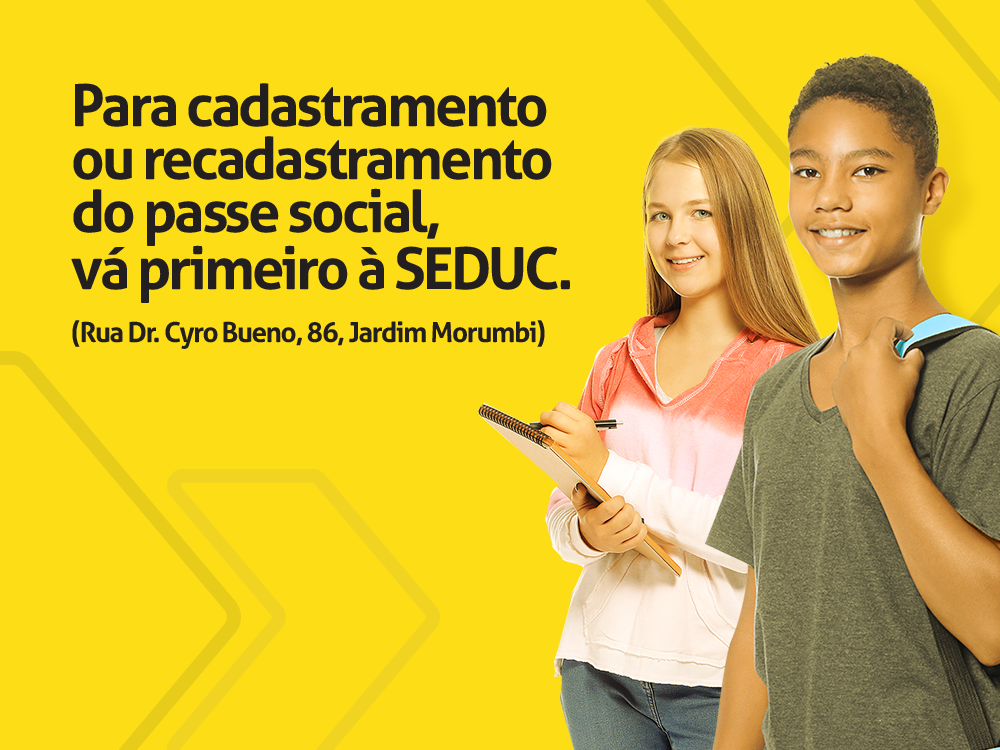 Para cadastramento
ou recadastramento
do passe social,
vá primeiro à SEDUC.
(Rua Dr. Cyro Bueno, 86, Jardim Morumbi)